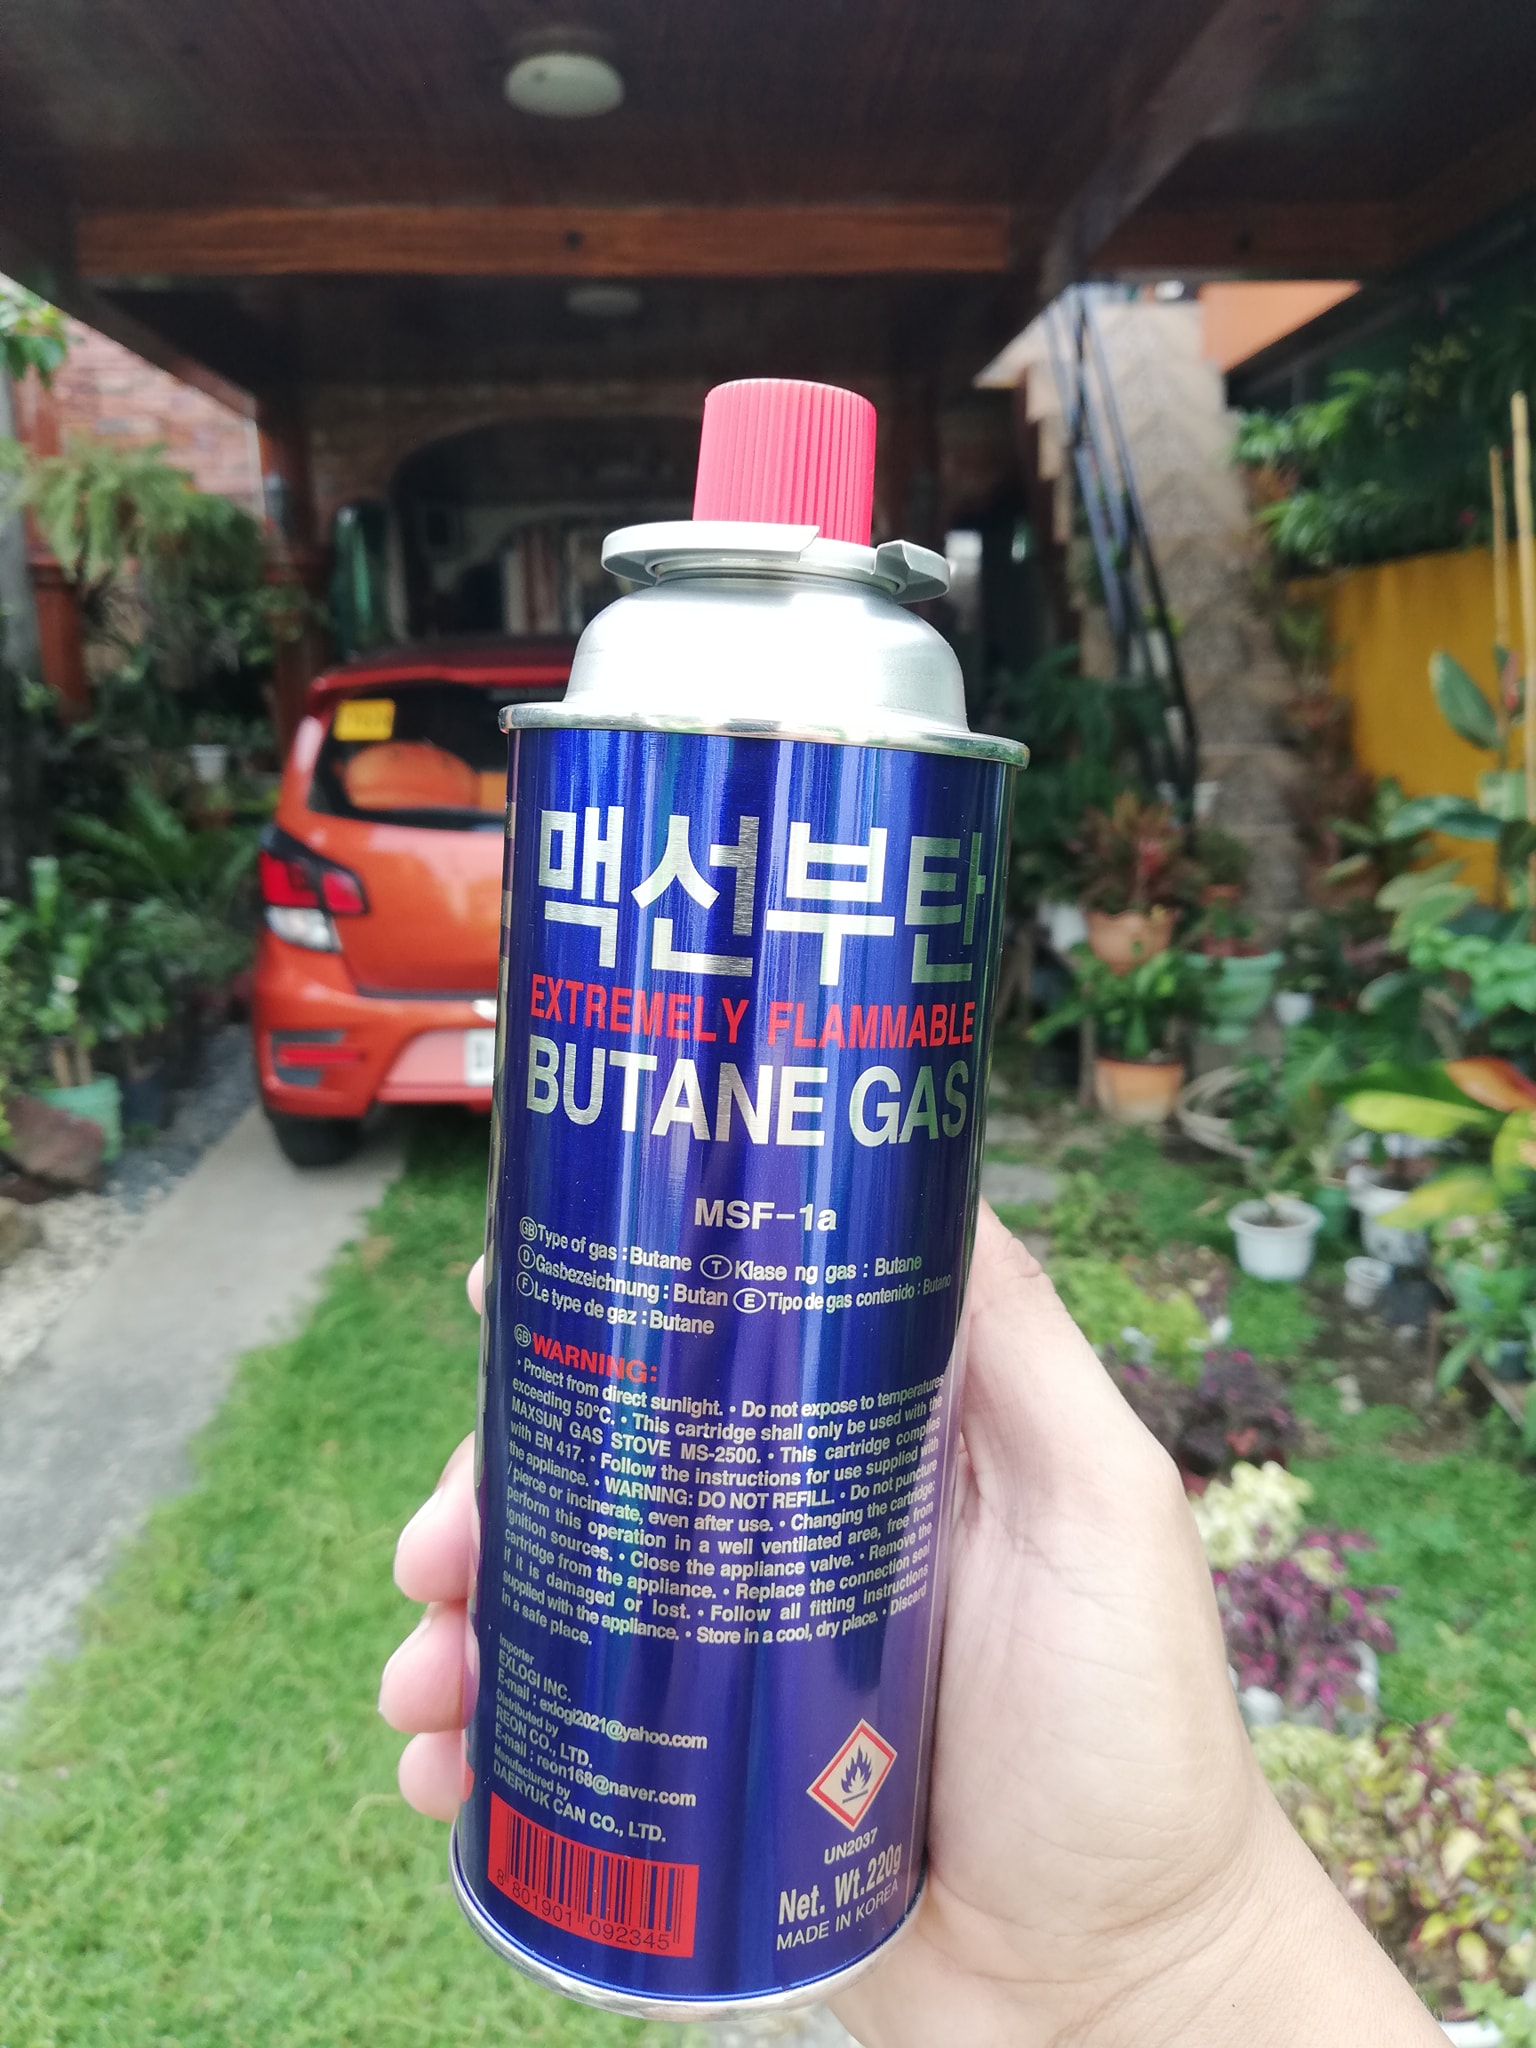 맥선부탄
EXTREMELY FLAMMABLE
BUTANE GAS
MSF-1a
GB Type of gas : Butane T Klase ng gas : Butane
D Gasbezeichnung : Butan E Tipo de gas contenido : Butano
F Le type de gaz : Butane
GB WARNING:
• Protect from direct sunlight. • Do not expose to temperatures
exceeding 50°C. • This cartridge shall only be used with the
MAXSUN GAS STOVE MS-2500. • This cartridge complies
with EN 417. • Follow the instructions for use supplied with
the appliance. • WARNING: DO NOT REFILL. • Do not puncture
/ pierce or incinerate, even after use. • Changing the cartridge:
perform this operation in a well ventilated area, free from
ignition sources. • Close the appliance valve. • Remove the
cartridge from the appliance. • Replace the connection seal
if it is damaged or lost. • Follow all fitting instructions
supplied with the appliance. • Store in a cool, dry place. • Discard
in a safe place.
Importer
EXLOGI INC.
E-mail : exlogi2021@yahoo.com
Distributed by
REON CO., LTD.
E-mail : reon168@naver.com
Manufactured by
DAERYUK CAN CO., LTD.
8 801901 092345
UN2037
Net. Wt.220g
MADE IN KOREA